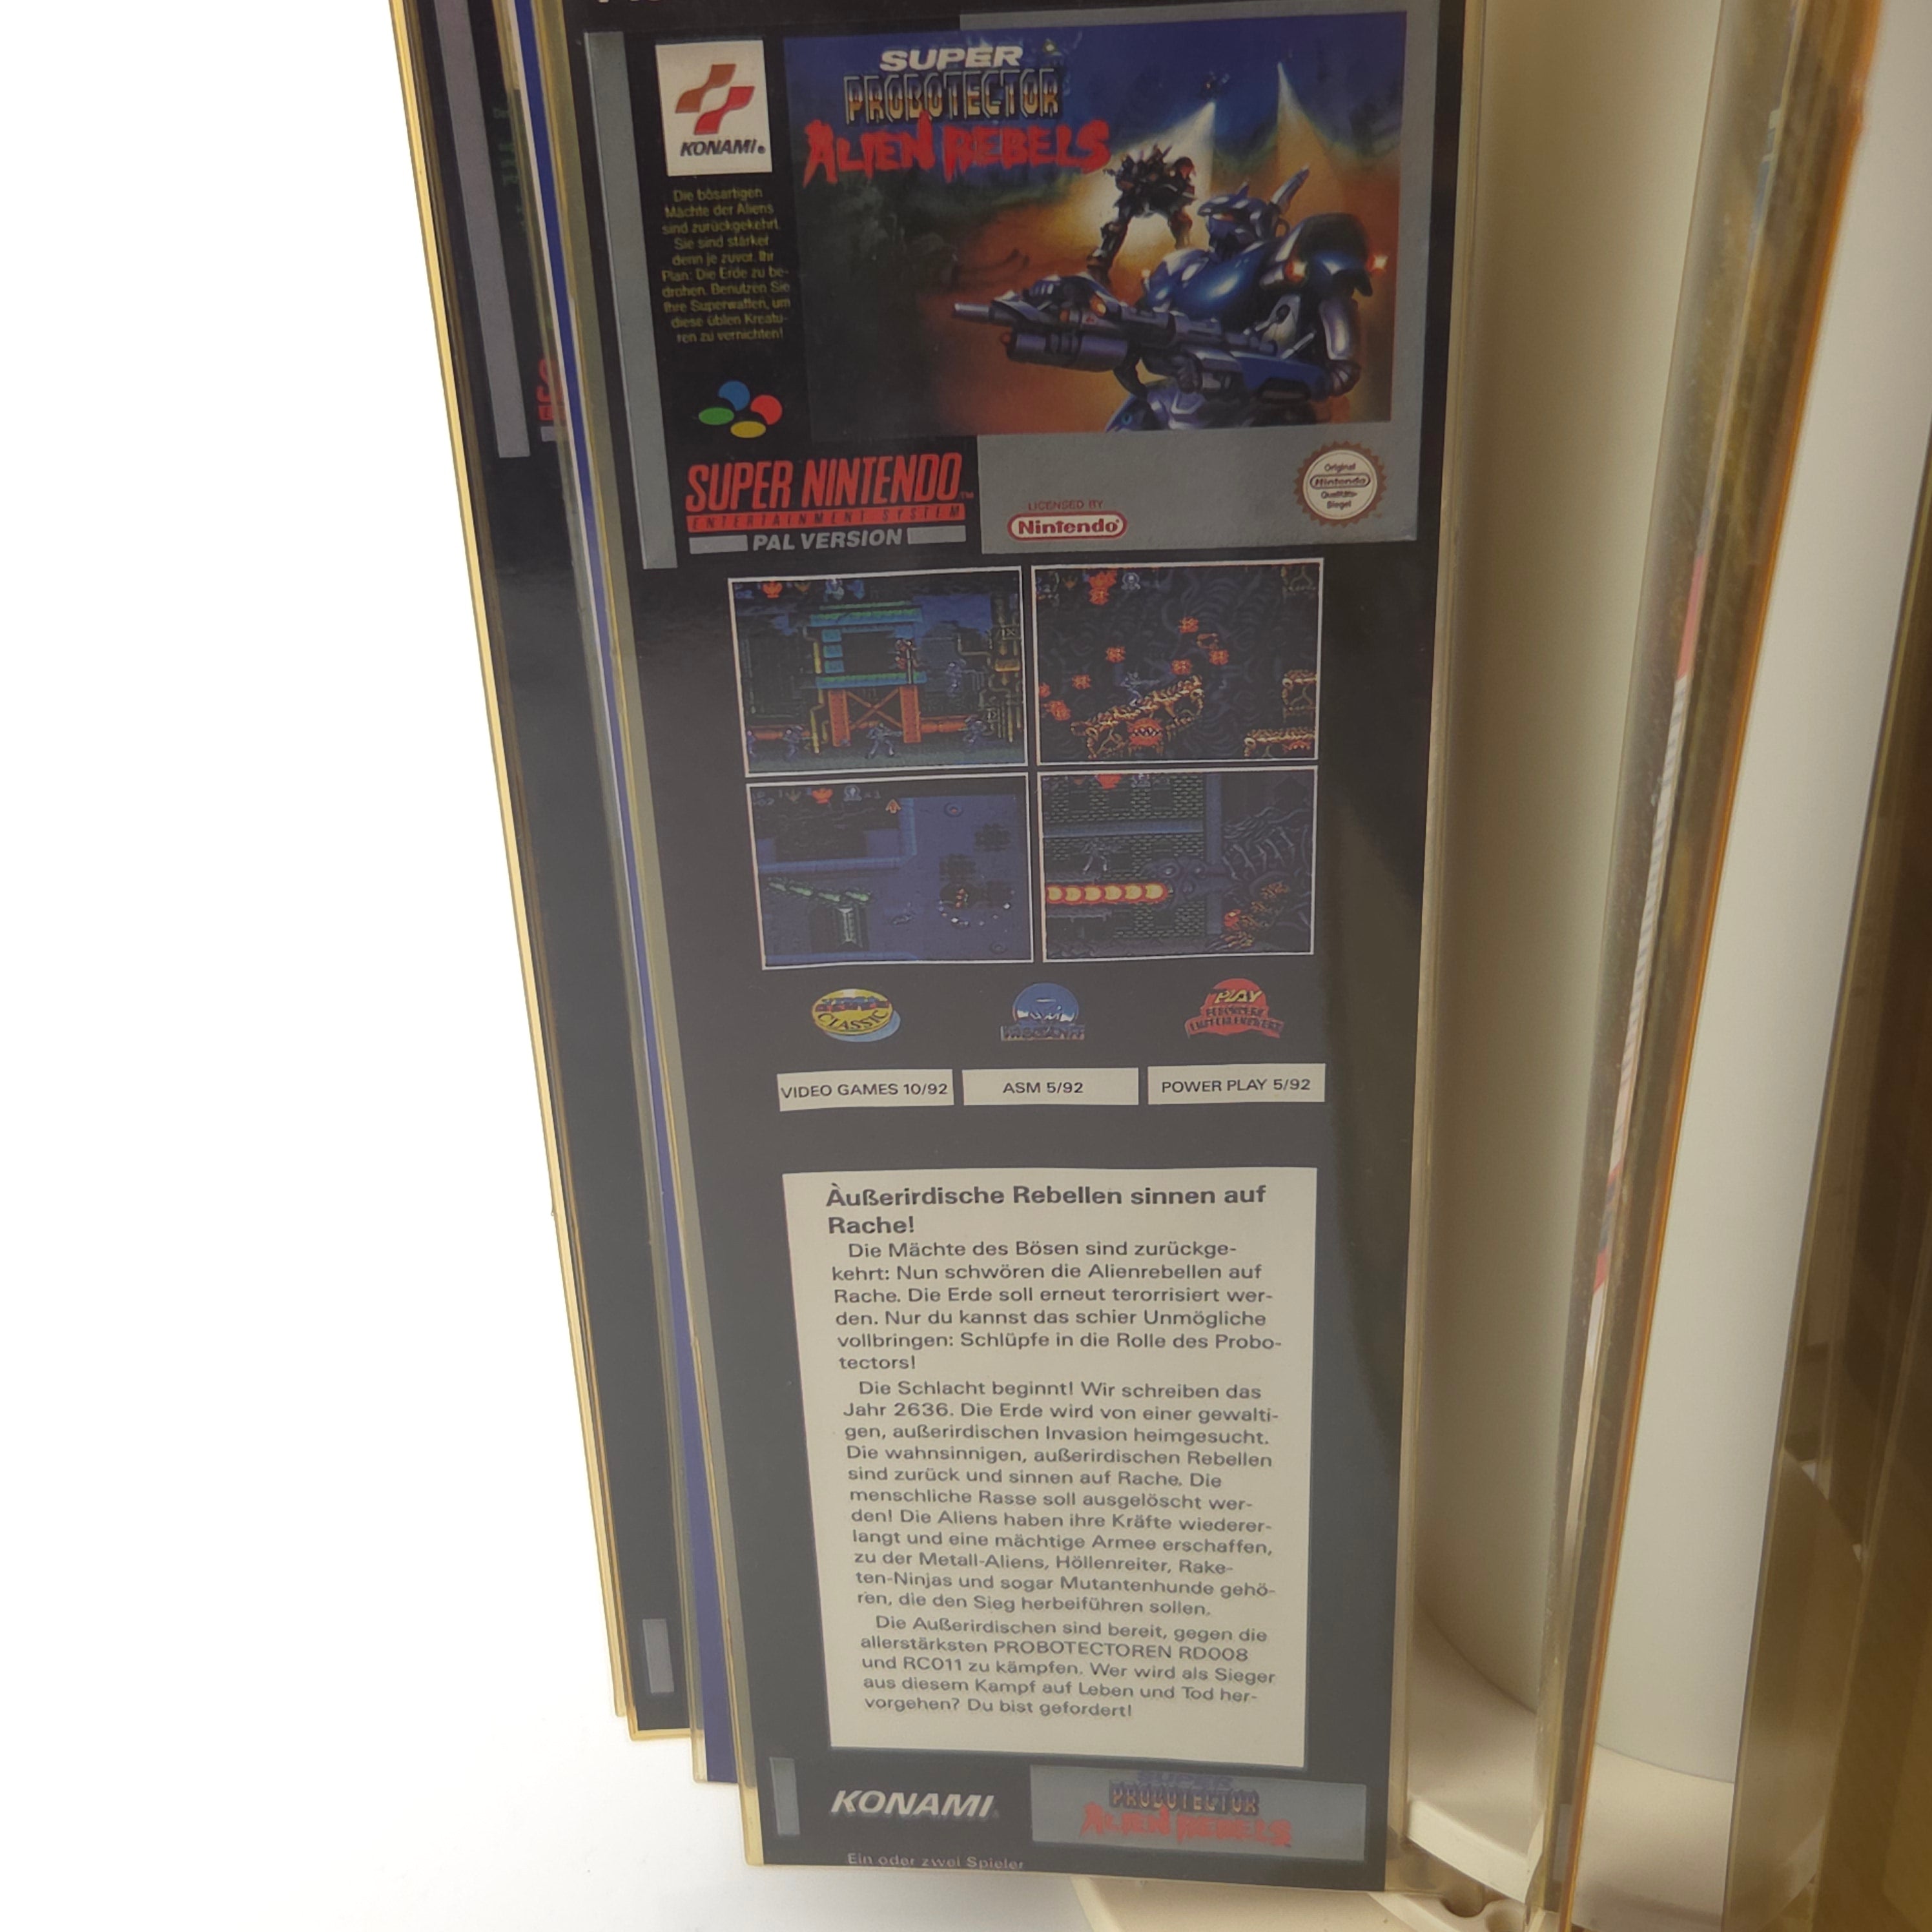 SUPER
PROBOTECTOR
ALIEN REBELS
KONAMI®
Die bösartigen
Mächte der Aliens
sind zurückgekehrt.
Sie sind stärker
denn je zuvor. Ihr
Plan: Die Erde zu be-
drohen. Benutzen Sie
Ihre Superwaffen, um
diese üblen Kreatu-
ren zu vernichten!
SUPER NINTENDO™
ENTERTAINMENT SYSTEM
PAL VERSION
LICENSED BY
Nintendo®
Original
Nintendo
Qualitäts-
Siegel
CLASSIC
PLAY
VIDEO GAMES 10/92
ASM 5/92
POWER PLAY 5/92
Àußerirdische Rebellen sinnen auf
Rache!
Die Mächte des Bösen sind zurückge-
kehrt: Nun schwören die Alienrebellen auf
Rache. Die Erde soll erneut terorrisiert wer-
den. Nur du kannst das schier Unmögliche
vollbringen: Schlüpfe in die Rolle des Probo-
tectors!
Die Schlacht beginnt! Wir schreiben das
Jahr 2636. Die Erde wird von einer gewalti-
gen, außerirdischen Invasion heimgesucht.
Die wahnsinnigen, außerirdischen Rebellen
sind zurück und sinnen auf Rache. Die
menschliche Rasse soll ausgelöscht wer-
den! Die Aliens haben ihre Kräfte wiederer-
langt und eine mächtige Armee erschaffen,
zu der Metall-Aliens, Höllenreiter, Rake-
ten-Ninjas und sogar Mutantenhunde gehö-
ren, die den Sieg herbeiführen sollen.
Die Außerirdischen sind bereit, gegen die
allerstärksten PROBOTECTOREN RD008
und RC011 zu kämpfen. Wer wird als Sieger
aus diesem Kampf auf Leben und Tod her-
vorgehen? Du bist gefordert!
KONAMI®
SUPER
PROBOTECTOR
ALIEN REBELS
Ein oder zwei Spieler